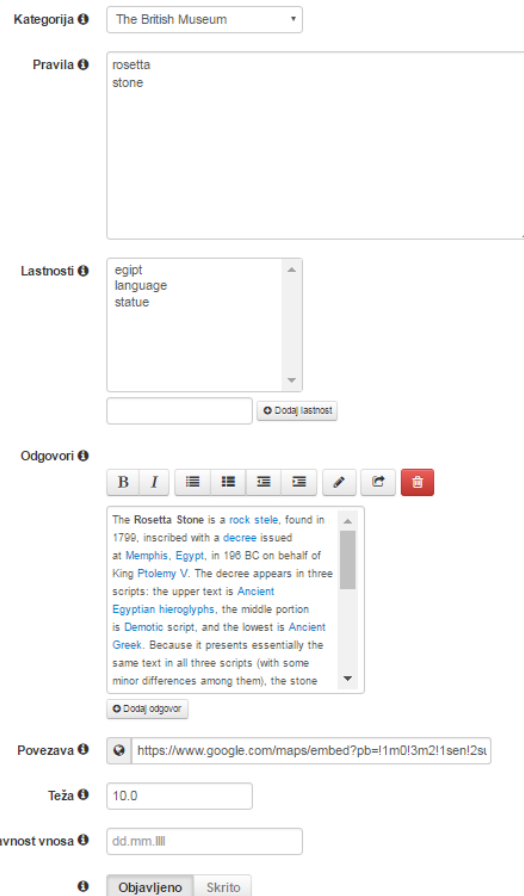 Kategorija The British Museum
Pravila rosetta
stone
Lastnosti egipt
language
statue
Dodaj lastnost
Odgovori
B I
The Rosetta Stone is a rock stele, found in
1799, inscribed with a decree issued
at Memphis, Egypt, in 196 BC on behalf of
King Ptolemy V. The decree appears in three
scripts: the upper text is Ancient
Egyptian hieroglyphs, the middle portion
is Demotic script, and the lowest is Ancient
Greek. Because it presents essentially the
same text in all three scripts (with some
minor differences among them), the stone
Dodaj odgovor
Povezava https://www.google.com/maps/embed?pb=!1m0!3m2!1sen!2su
Teža 10.0
avnost vnosa dd.mm.llll
Objavljeno Skrito